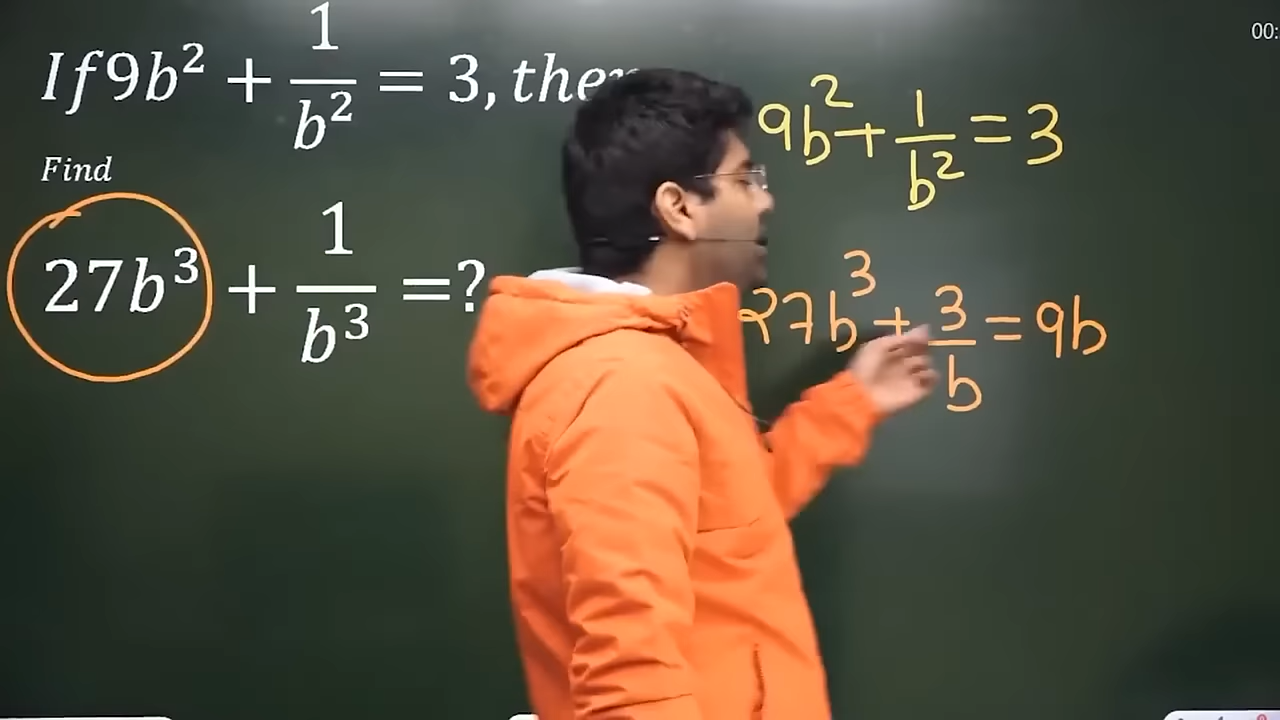 If 9b² + 1/b² = 3, then
Find
27b³ + 1/b³ =?
9b² + 1/b² = 3
27b³ + 3/b = 9b
00: